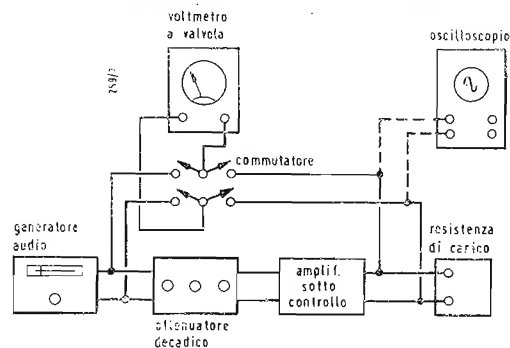 voltmetro
a valvola
oscilloscopio
commutatore
generatore
audio
resistenza
di carico
amplif.
sotto
controllo
attenuatore
decadico